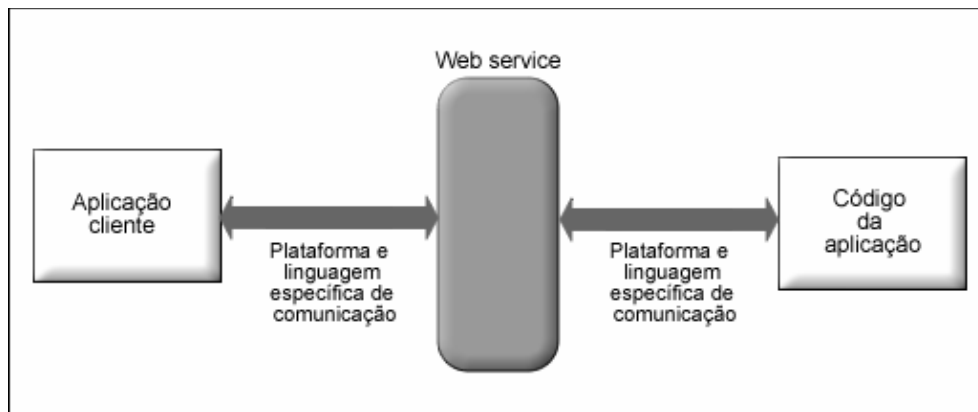 Web service
Aplicação
cliente
Plataforma e
linguagem
específica de
comunicação
Plataforma e
linguagem
específica de
comunicação
Código
da
aplicação